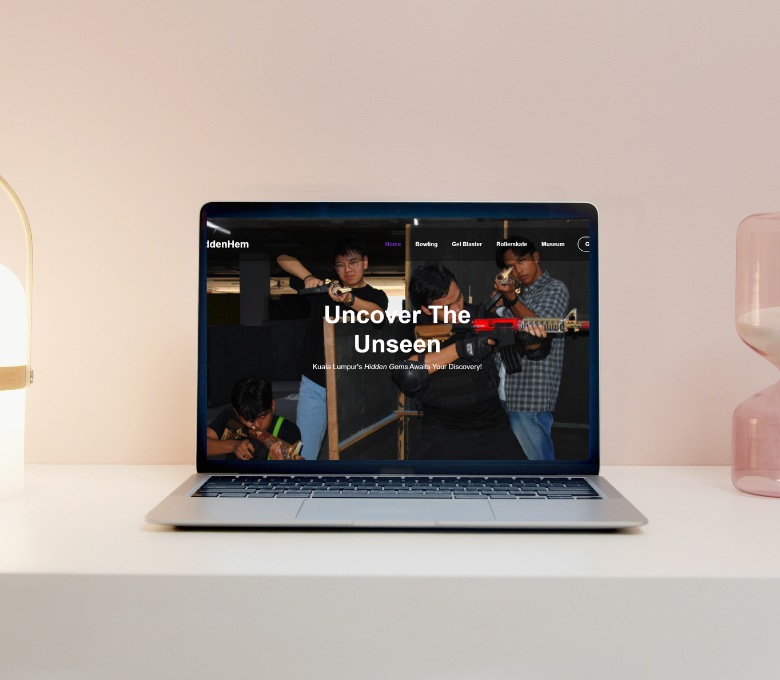 ddenHem
Home Bowling Gel Blaster Rollerskate Museum G
Uncover The
Unseen
Kuala Lumpur's Hidden Gems Awaits Your Discovery!